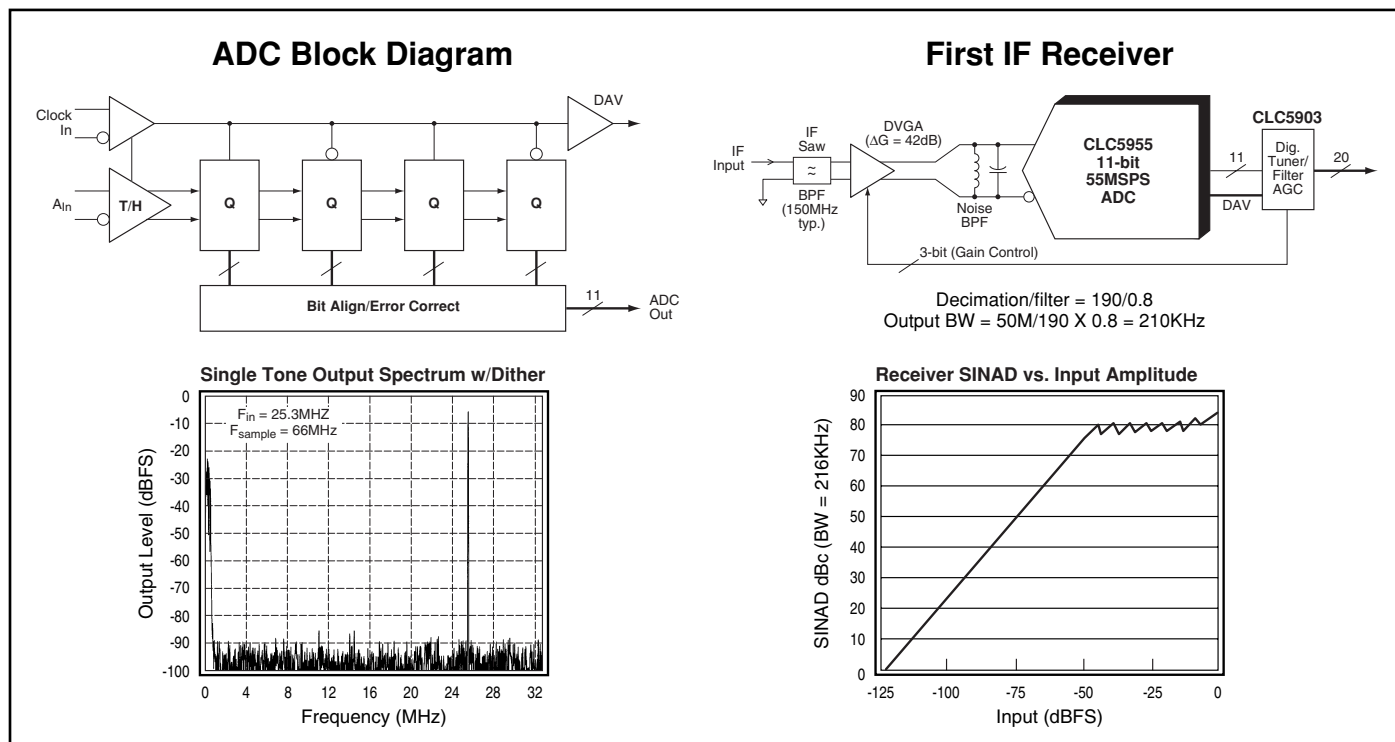 ADC Block Diagram
Clock
In
DAV
A_In
T/H
Q
Q
Q
Q
Bit Align/Error Correct
11
ADC
Out
First IF Receiver
IF
Input
IF
Saw
≈
BPF
(150MHz
typ.)
DVGA
(ΔG = 42dB)
Noise
BPF
CLC5955
11-bit
55MSPS
ADC
11
DAV
CLC5903
Dig.
Tuner/
Filter
AGC
20
3-bit (Gain Control)
Decimation/filter = 190/0.8
Output BW = 50M/190 X 0.8 = 210KHz
Single Tone Output Spectrum w/Dither
F_in = 25.3MHZ
F_sample = 66MHz
Output Level (dBFS)
0
-10
-20
-30
-40
-50
-60
-70
-80
-90
-100
0 4 8 12 16 20 24 28 32
Frequency (MHz)
Receiver SINAD vs. Input Amplitude
SINAD dBc (BW = 216KHz)
90
80
70
60
50
40
30
20
10
0
-125 -100 -75 -50 -25 0
Input (dBFS)